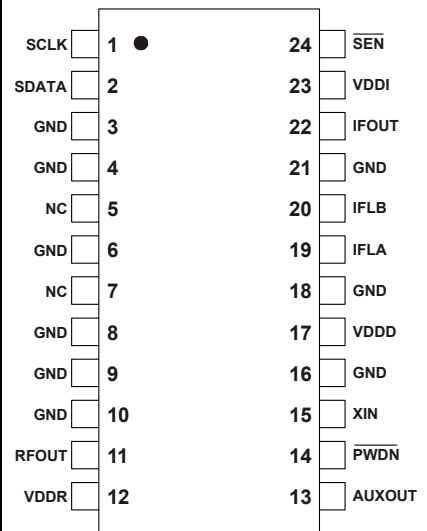 SCLK 1 24 SEN
SDATA 2 23 VDDI
GND 3 22 IFOUT
GND 4 21 GND
NC 5 20 IFLB
GND 6 19 IFLA
NC 7 18 GND
GND 8 17 VDDD
GND 9 16 GND
GND 10 15 XIN
RFOUT 11 14 PWDN
VDDR 12 13 AUXOUT